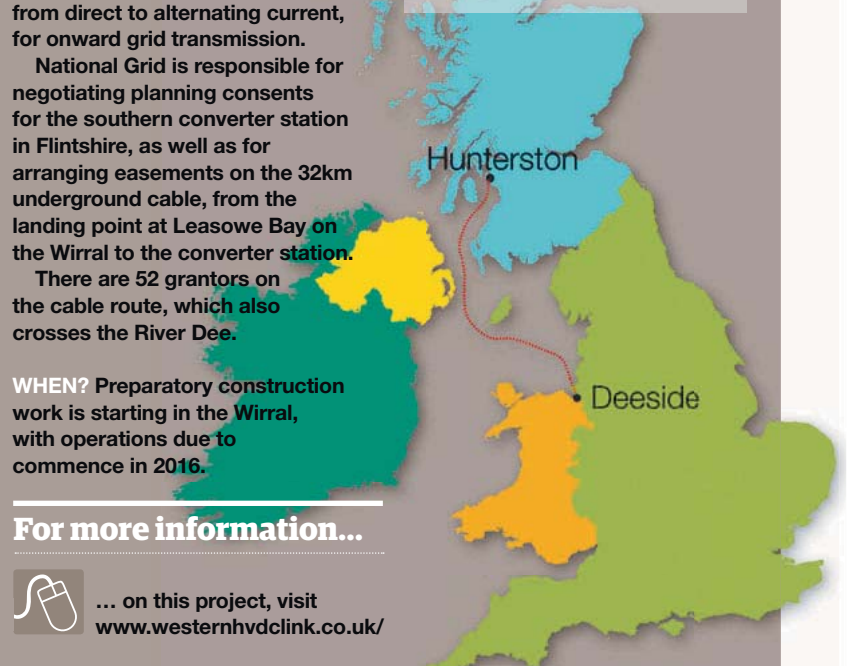 from direct to alternating current,
for onward grid transmission.
National Grid is responsible for
negotiating planning consents
for the southern converter station
in Flintshire, as well as for
arranging easements on the 32km
underground cable, from the
landing point at Leasowe Bay on
the Wirral to the converter station.
There are 52 grantors on
the cable route, which also
crosses the River Dee.
WHEN? Preparatory construction
work is starting in the Wirral,
with operations due to
commence in 2016.
For more information...
... on this project, visit
www.westernhvdclink.co.uk/
Hunterston
Deeside